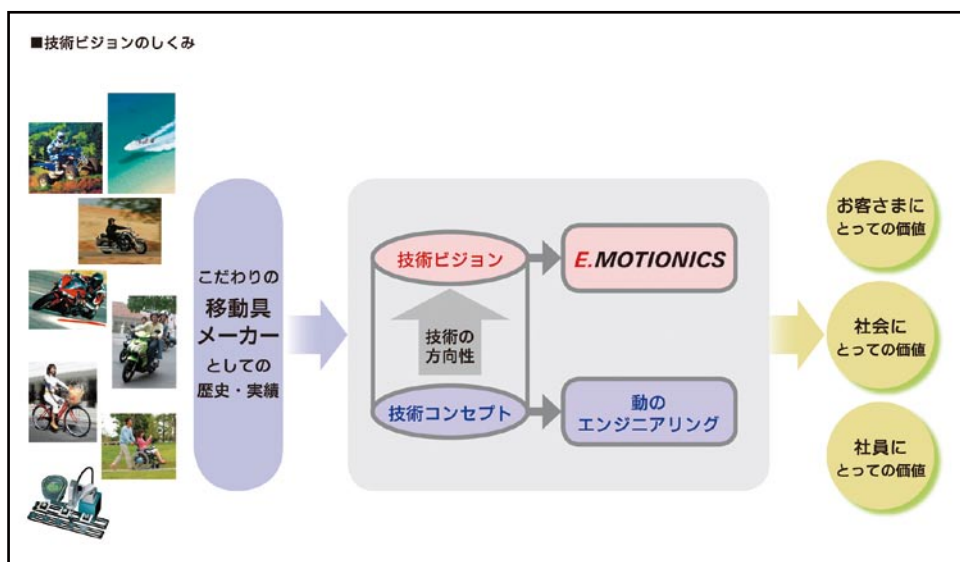 ■技術ビジョンのしくみ
こだわりの
移動具
メーカー
としての
歴史・実績
技術ビジョン
E.MOTIONICS
技術の
方向性
技術コンセプト
動の
エンジニアリング
お客さまに
とっての価値
社会に
とっての価値
社員に
とっての価値